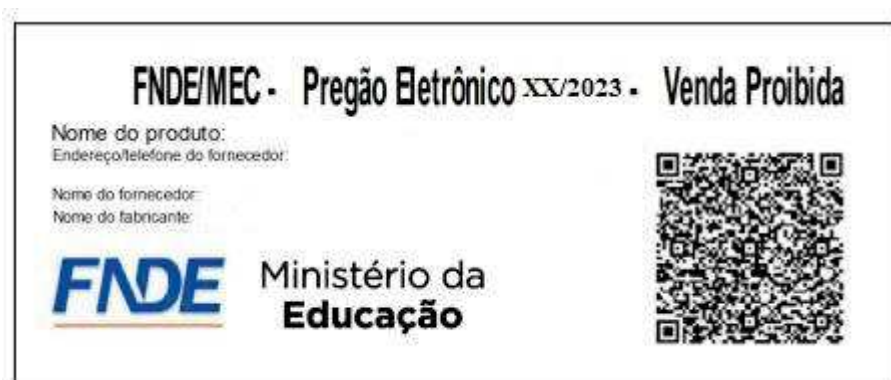 FNDE/MEC - Pregão Eletrônico XX/2023 - Venda Proibida
Nome do produto:
Endereço/telefone do fornecedor:
Nome do fornecedor:
Nome do fabricante:
FNDE Ministério da
Educação